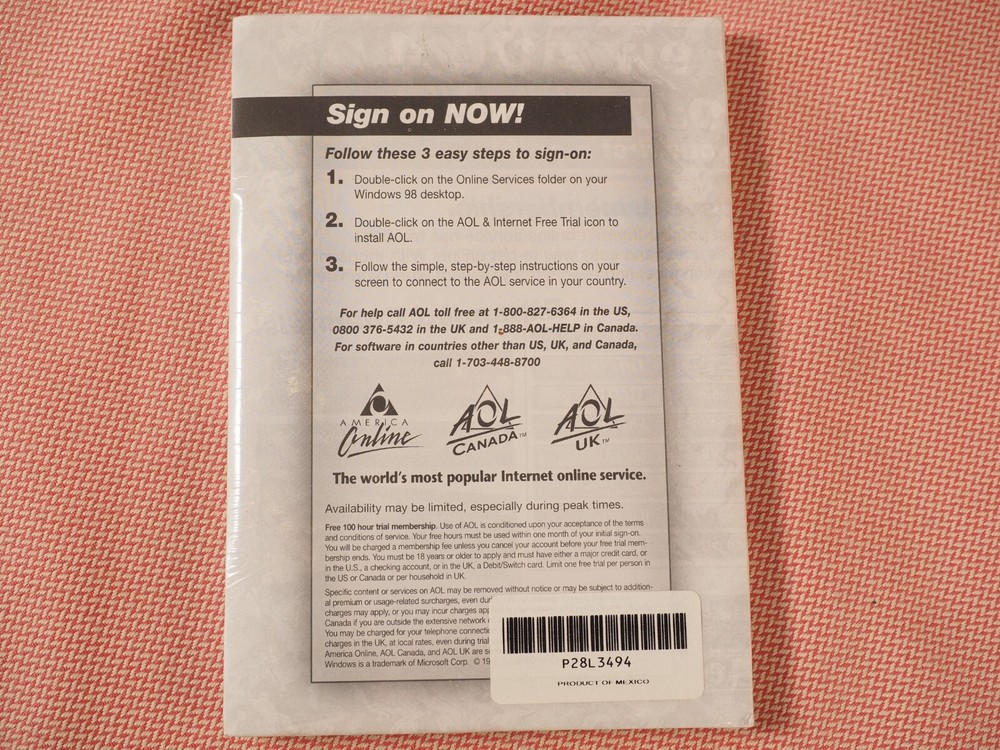 Sign on NOW!
Follow these 3 easy steps to sign-on:
1. Double-click on the Online Services folder on your
Windows 98 desktop.
2. Double-click on the AOL & Internet Free Trial icon to
install AOL.
3. Follow the simple, step-by-step instructions on your
screen to connect to the AOL service in your country.
For help call AOL toll free at 1-800-827-6364 in the US,
0800 376-5432 in the UK and 1-888-AOL-HELP in Canada.
For software in countries other than US, UK, and Canada,
call 1-703-448-8700
AMERICA
Online
AOL
CANADA™
AOL
UK™
The world's most popular Internet online service.
Availability may be limited, especially during peak times.
Free 100 hour trial membership. Use of AOL is conditioned upon your acceptance of the terms
and conditions of service. Your free hours must be used within one month of your initial sign-on.
You will be charged a membership fee unless you cancel your account before your free trial mem-
bership ends. You must be 18 years or older to apply and must have either a major credit card, or
in the U.S., a checking account, or in the UK, a Debit/Switch card. Limit one free trial per person in
the US or Canada or per household in UK.
Specific content or services on AOL may be removed without notice or may be subject to addition-
al premium or usage-related surcharges, even
charges may apply, or you may incur charges
Canada if you are outside the extensive network
You may be charged for your telephone
charges in the UK, at local rates, even during trial
America Online, AOL Canada, and AOL UK are
Windows is a trademark of Microsoft Corp. ©
P28L3494
PRODUCT OF MEXICO